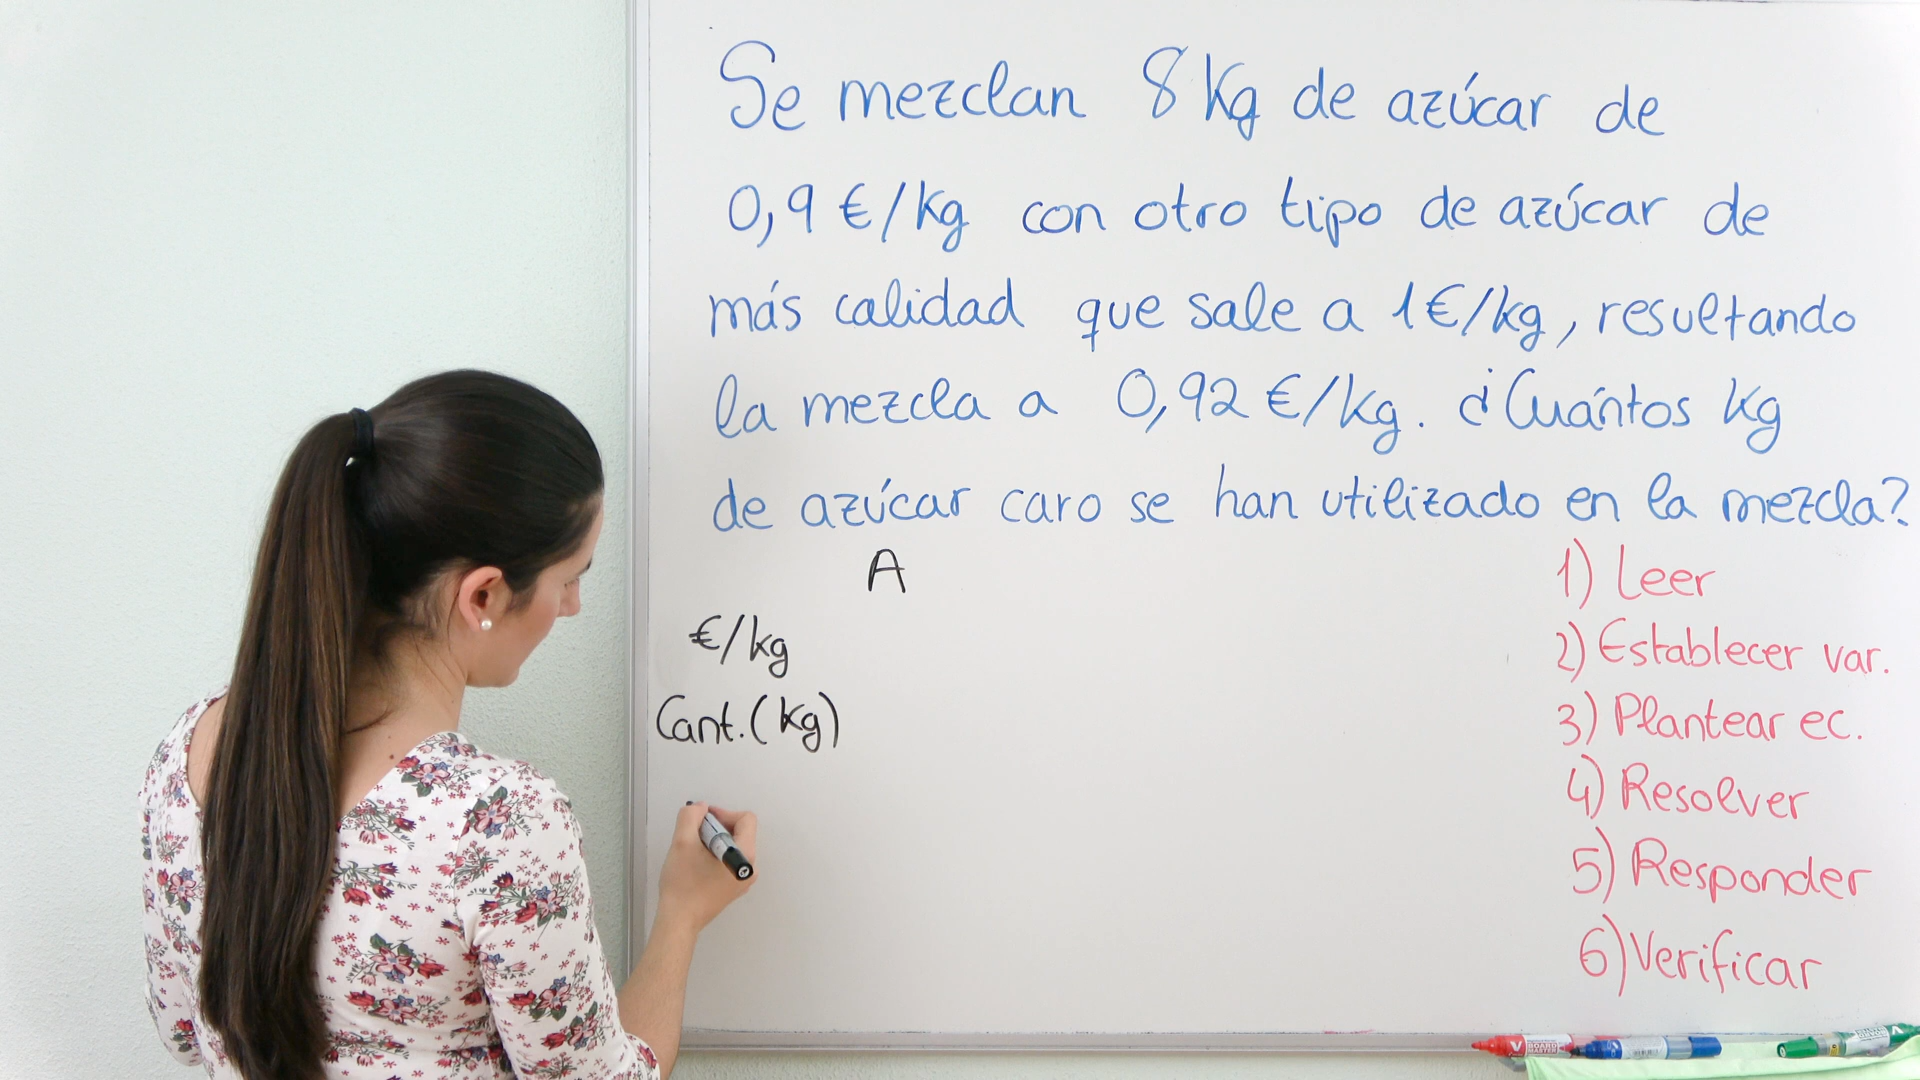 Se mezclan 8 Kg de azúcar de
0,9 €/kg con otro tipo de azúcar de
más calidad que sale a 1€/kg, resultando
la mezcla a 0,92 €/kg. ¿Cuántos kg
de azúcar caro se han utilizado en la mezcla?
A
€/kg
Cant.(kg)
1) Leer
2) Establecer var.
3) Plantear ec.
4) Resolver
5) Responder
6) Verificar
V BOARD MASTER